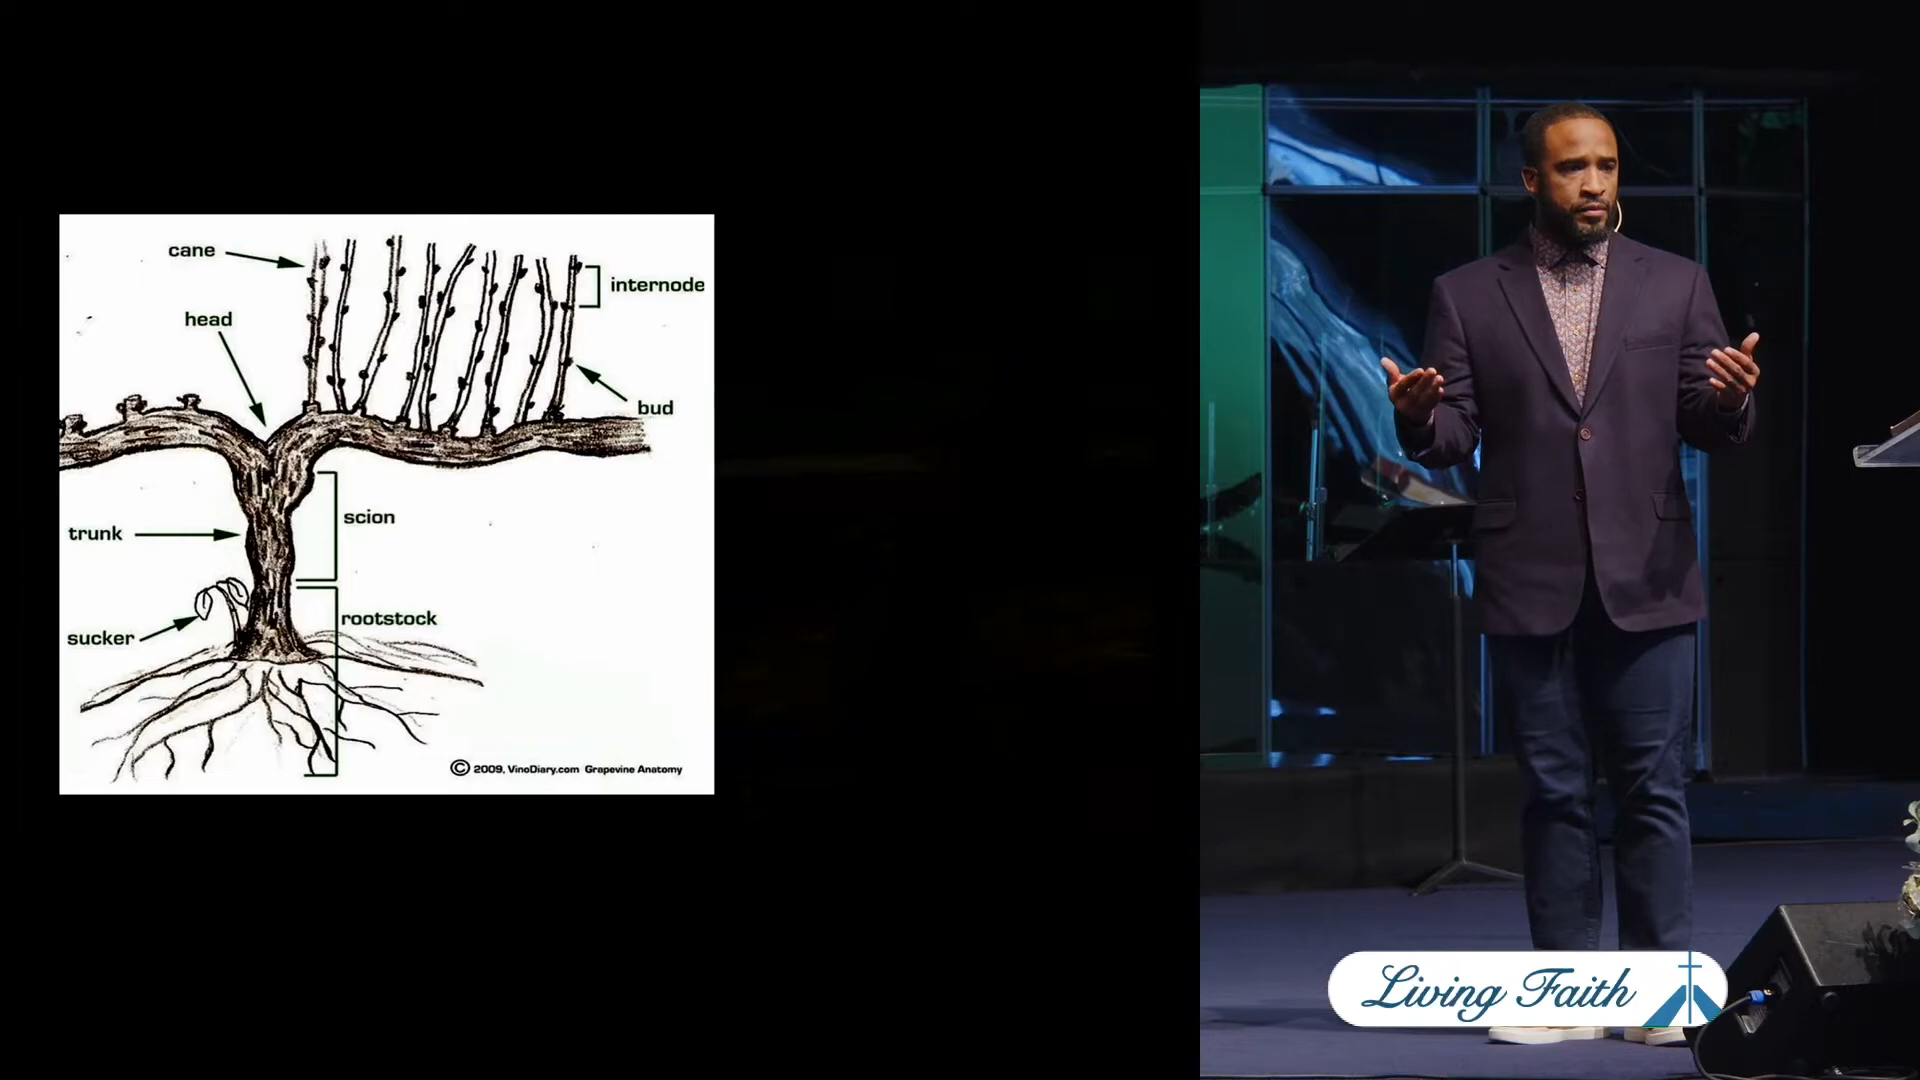 cane
internode
head
bud
scion
trunk
rootstock
sucker
© 2009, VinoDiary.com Grapevine Anatomy
Living Faith